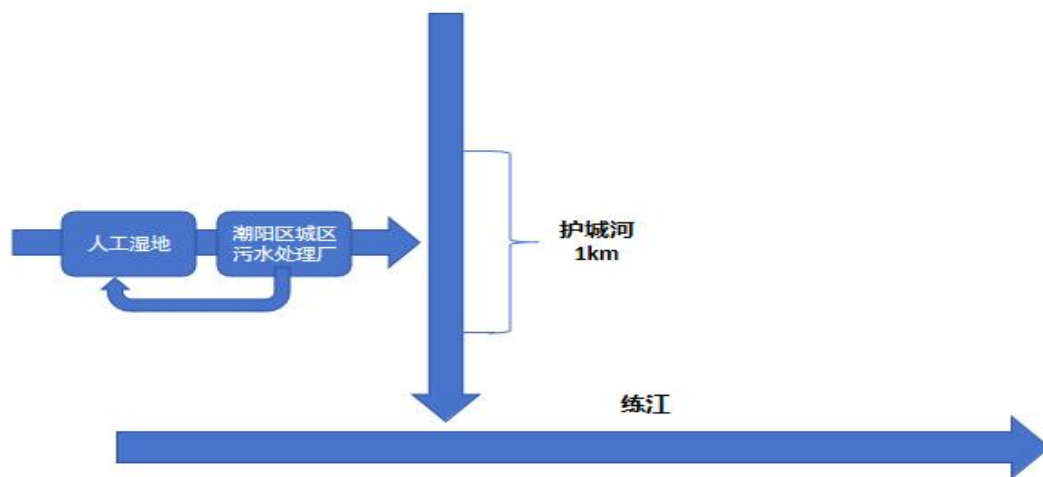 人工湿地
潮阳区城区
污水处理厂
护城河
1km
练江